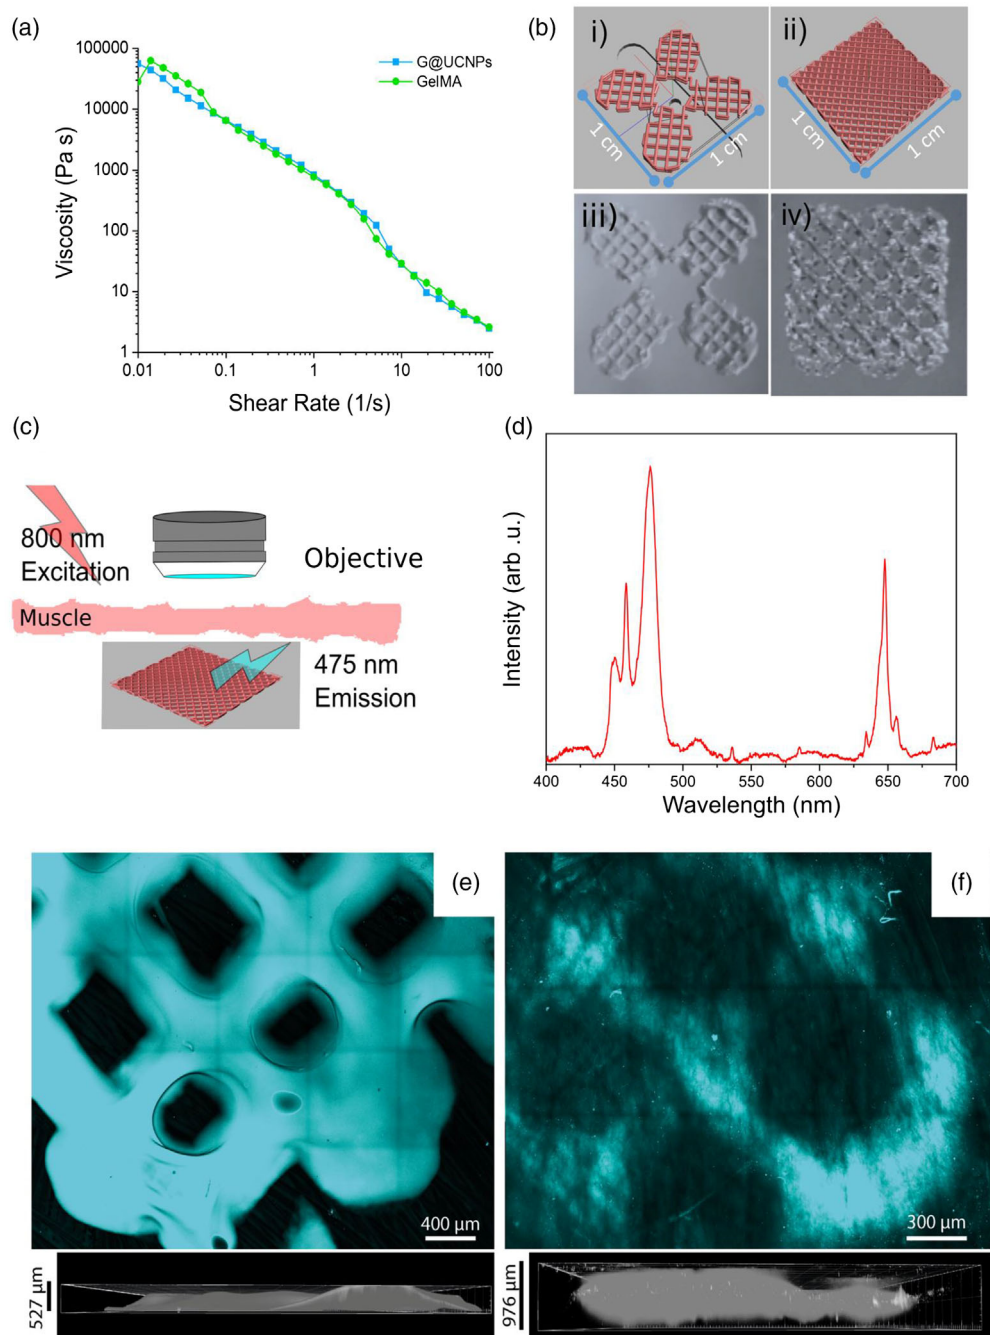 (a)
100000
10000
1000
100
10
1
Viscosity (Pa s)
G@UCNPs
GelMA
0.01
0.1
1
10
100
Shear Rate (1/s)
(b)
i)
1 cm
1 cm
ii)
1 cm
1 cm
iii)
iv)
(c)
800 nm
Excitation
Objective
Muscle
475 nm
Emission
(d)
Intensity (arb .u.)
400
450
500
550
600
650
700
Wavelength (nm)
(e)
400 µm
527 µm
(f)
300 µm
976 µm